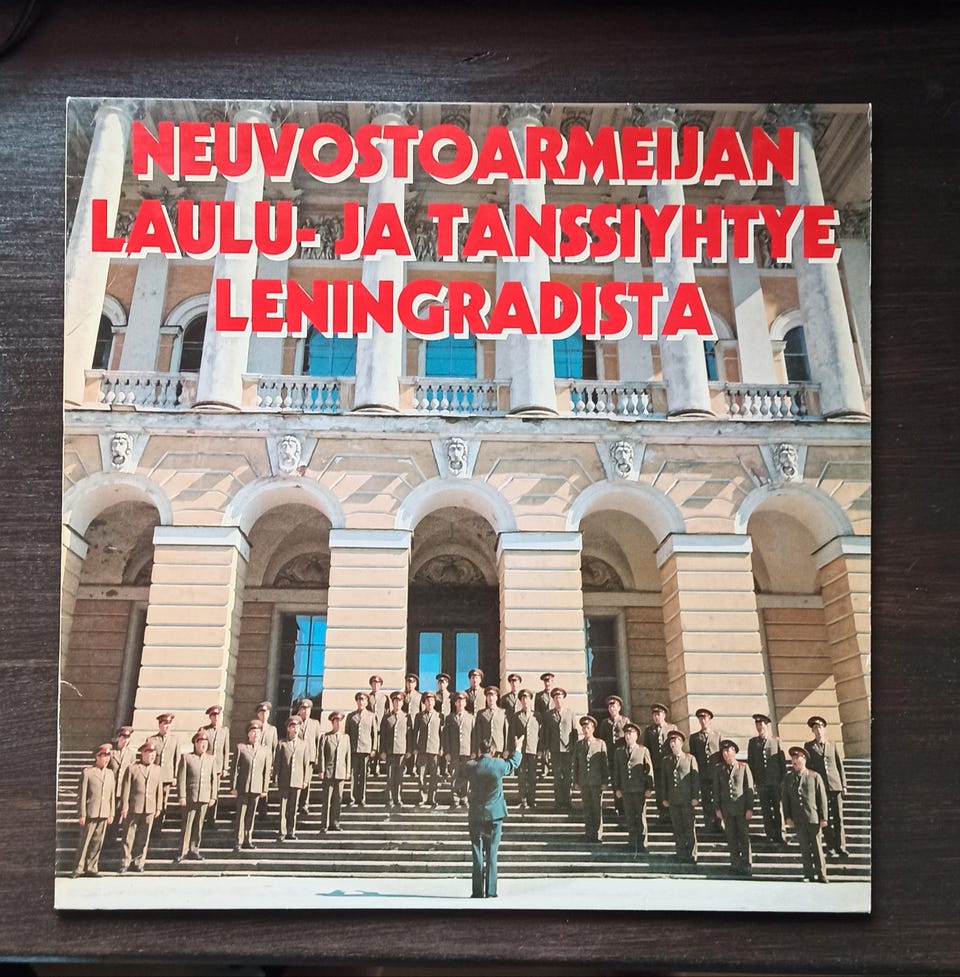 NEUVOSTOARMEIJAN
LAULU- JA TANSSIYHTYE
LENINGRADISTA